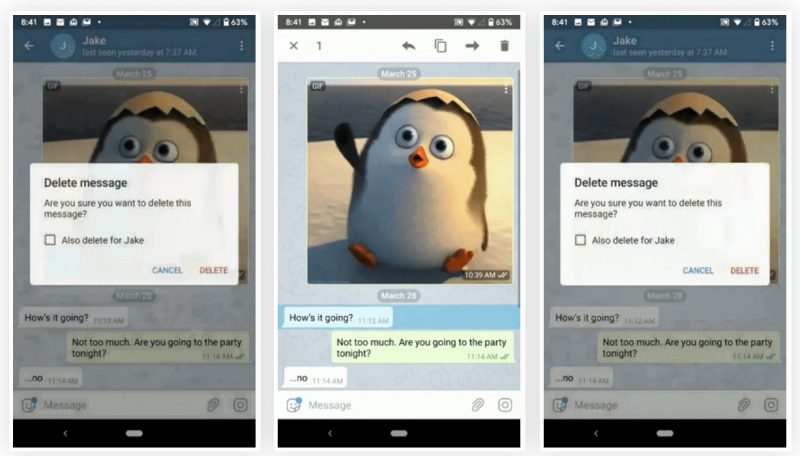 8:41
63%
Jake
last seen yesterday at 7:37 AM
March 25
GIF
Delete message
Are you sure you want to delete this
message?
Also delete for Jake
CANCEL DELETE
March 28
How's it going? 11:12 AM
Not too much. Are you going to the party
tonight?
11:14 AM
...no 11:14 AM
Message
8:41
63%
1
March 25
GIF
10:39 AM
March 28
How's it going? 11:12 AM
Not too much. Are you going to the party
tonight?
11:14 AM
...no 11:14 AM
Message
8:41
63%
Jake
last seen yesterday at 7:37 AM
March 25
GIF
Delete message
Are you sure you want to delete this
message?
Also delete for Jake
CANCEL DELETE
March 28
How's it going? 11:12 AM
Not too much. Are you going to the party
tonight?
11:14 AM
...no 11:14 AM
Message